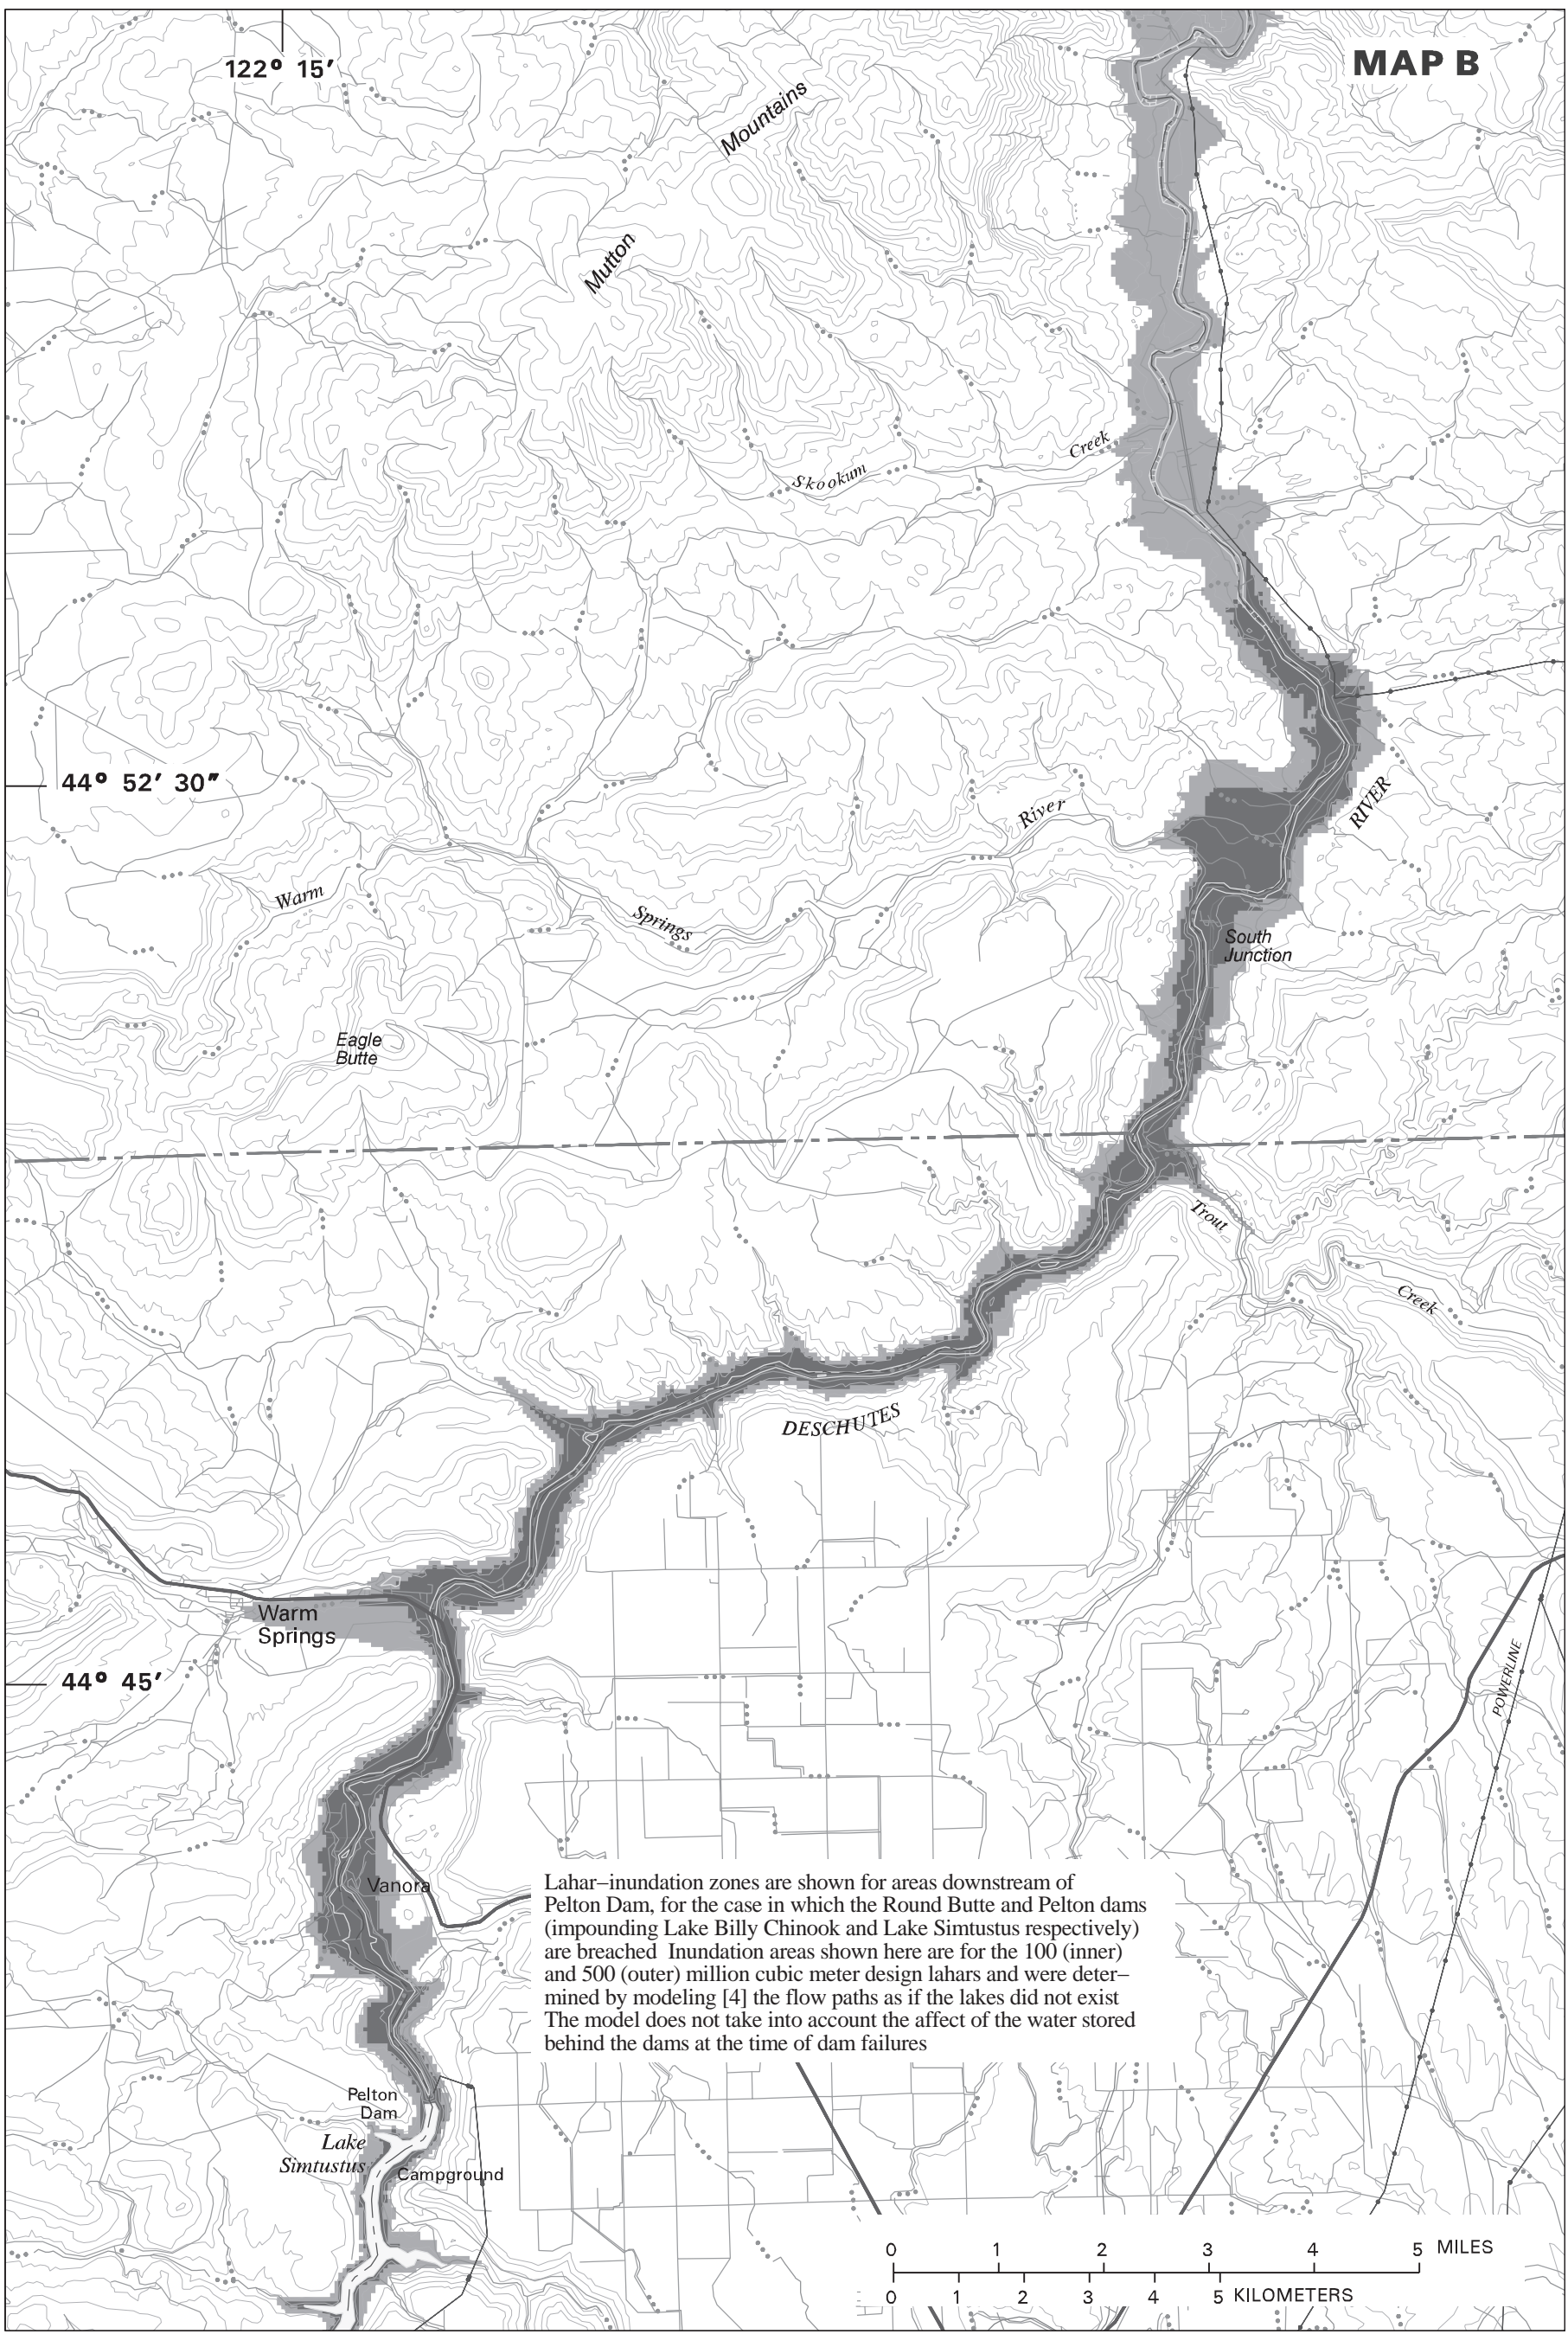 122º 15′
MAP B
Mountains
Mutton
Creek
Skookum
44º 52′ 30″
River
RIVER
Warm
Springs
South
Junction
Eagle
Butte
Trout
Creek
DESCHUTES
Warm
Springs
44º 45′
POWERLINE
Vanora
Lahar–inundation zones are shown for areas downstream of
Pelton Dam, for the case in which the Round Butte and Pelton dams
(impounding Lake Billy Chinook and Lake Simtustus respectively)
are breached Inundation areas shown here are for the 100 (inner)
and 500 (outer) million cubic meter design lahars and were deter–
mined by modeling [4] the flow paths as if the lakes did not exist
The model does not take into account the affect of the water stored
behind the dams at the time of dam failures
Pelton
Dam
Lake
Simtustus
Campground
0 1 2 3 4 5 MILES
0 1 2 3 4 5 KILOMETERS